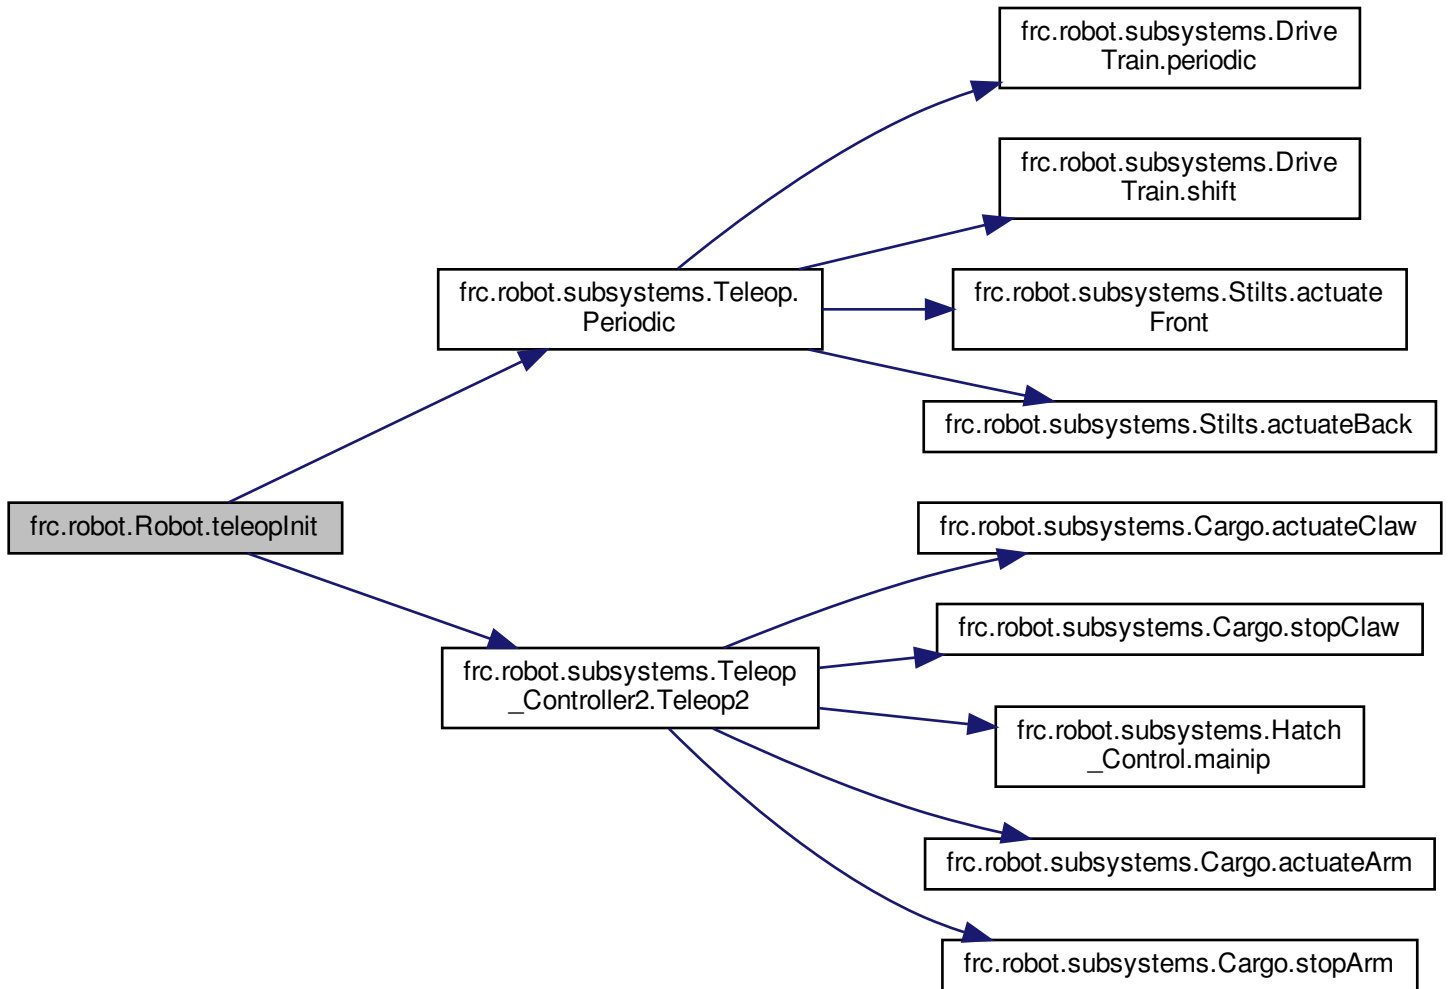 frc.robot.subsystems.Drive
Train.periodic
frc.robot.subsystems.Drive
Train.shift
frc.robot.subsystems.Teleop.
Periodic
frc.robot.subsystems.Stilts.actuate
Front
frc.robot.subsystems.Stilts.actuateBack
frc.robot.Robot.teleopInit
frc.robot.subsystems.Cargo.actuateClaw
frc.robot.subsystems.Cargo.stopClaw
frc.robot.subsystems.Teleop
_Controller2.Teleop2
frc.robot.subsystems.Hatch
_Control.mainip
frc.robot.subsystems.Cargo.actuateArm
frc.robot.subsystems.Cargo.stopArm